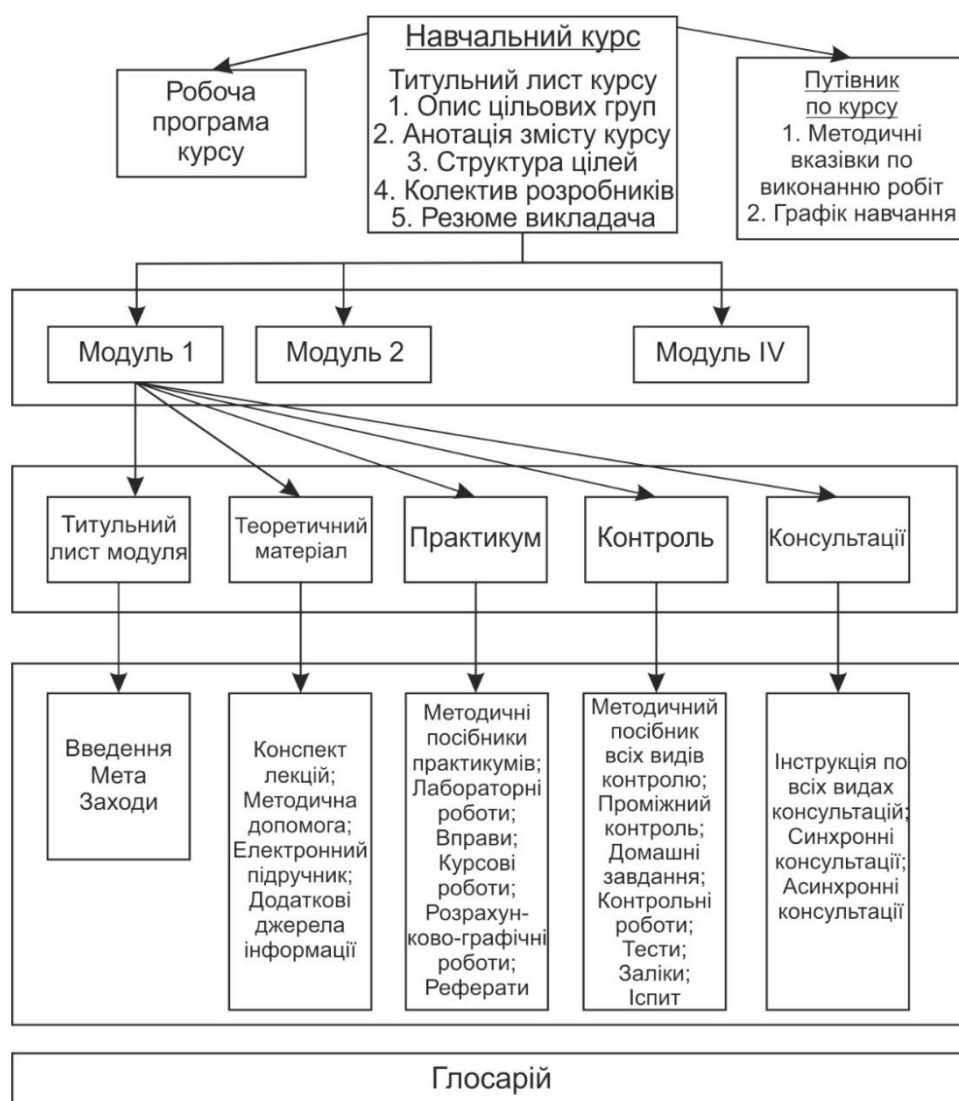 Навчальний курс
Титульний лист курсу
1. Опис цільових груп
2. Анотація змісту курсу
3. Структура цілей
4. Колектив розробників
5. Резюме викладача
Робоча
програма
курсу
Путівник
по курсу
1. Методичні
вказівки по
виконанню робіт
2. Графік навчання
Модуль 1
Модуль 2
Модуль IV
Титульний
лист модуля
Теоретичний
матеріал
Практикум
Контроль
Консультації
Введення
Мета
Заходи
Конспект
лекцій;
Методична
допомога;
Електронний
підручник;
Додаткові
джерела
інформації
Методичні
посібники
практикумів;
Лабораторні
роботи;
Вправи;
Курсові
роботи;
Розрахун-
ково-графічні
роботи;
Реферати
Методичний
посібник
всіх видів
контролю;
Проміжний
контроль;
Домашні
завдання;
Контрольні
роботи;
Тести;
Заліки;
Іспит
Інструкція по
всіх видах
консультацій;
Синхронні
консультації;
Асинхронні
консультації
Глосарій